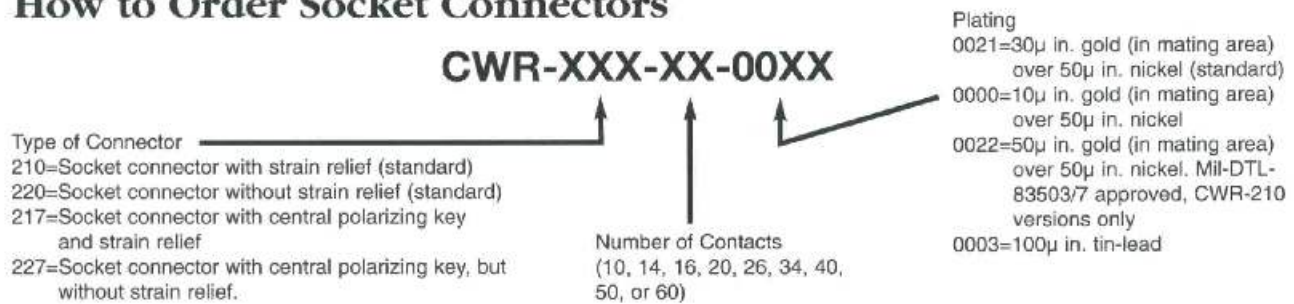 How to Order Socket Connectors
CWR-XXX-XX-00XX
Type of Connector
210=Socket connector with strain relief (standard)
220=Socket connector without strain relief (standard)
217=Socket connector with central polarizing key
and strain relief
227=Socket connector with central polarizing key, but
without strain relief.
Number of Contacts
(10, 14, 16, 20, 26, 34, 40,
50, or 60)
Plating
0021=30µ in. gold (in mating area)
over 50µ in. nickel (standard)
0000=10µ in. gold (in mating area)
over 50µ in. nickel
0022=50µ in. gold (in mating area)
over 50µ in. nickel. Mil-DTL-
83503/7 approved, CWR-210
versions only
0003=100µ in. tin-lead